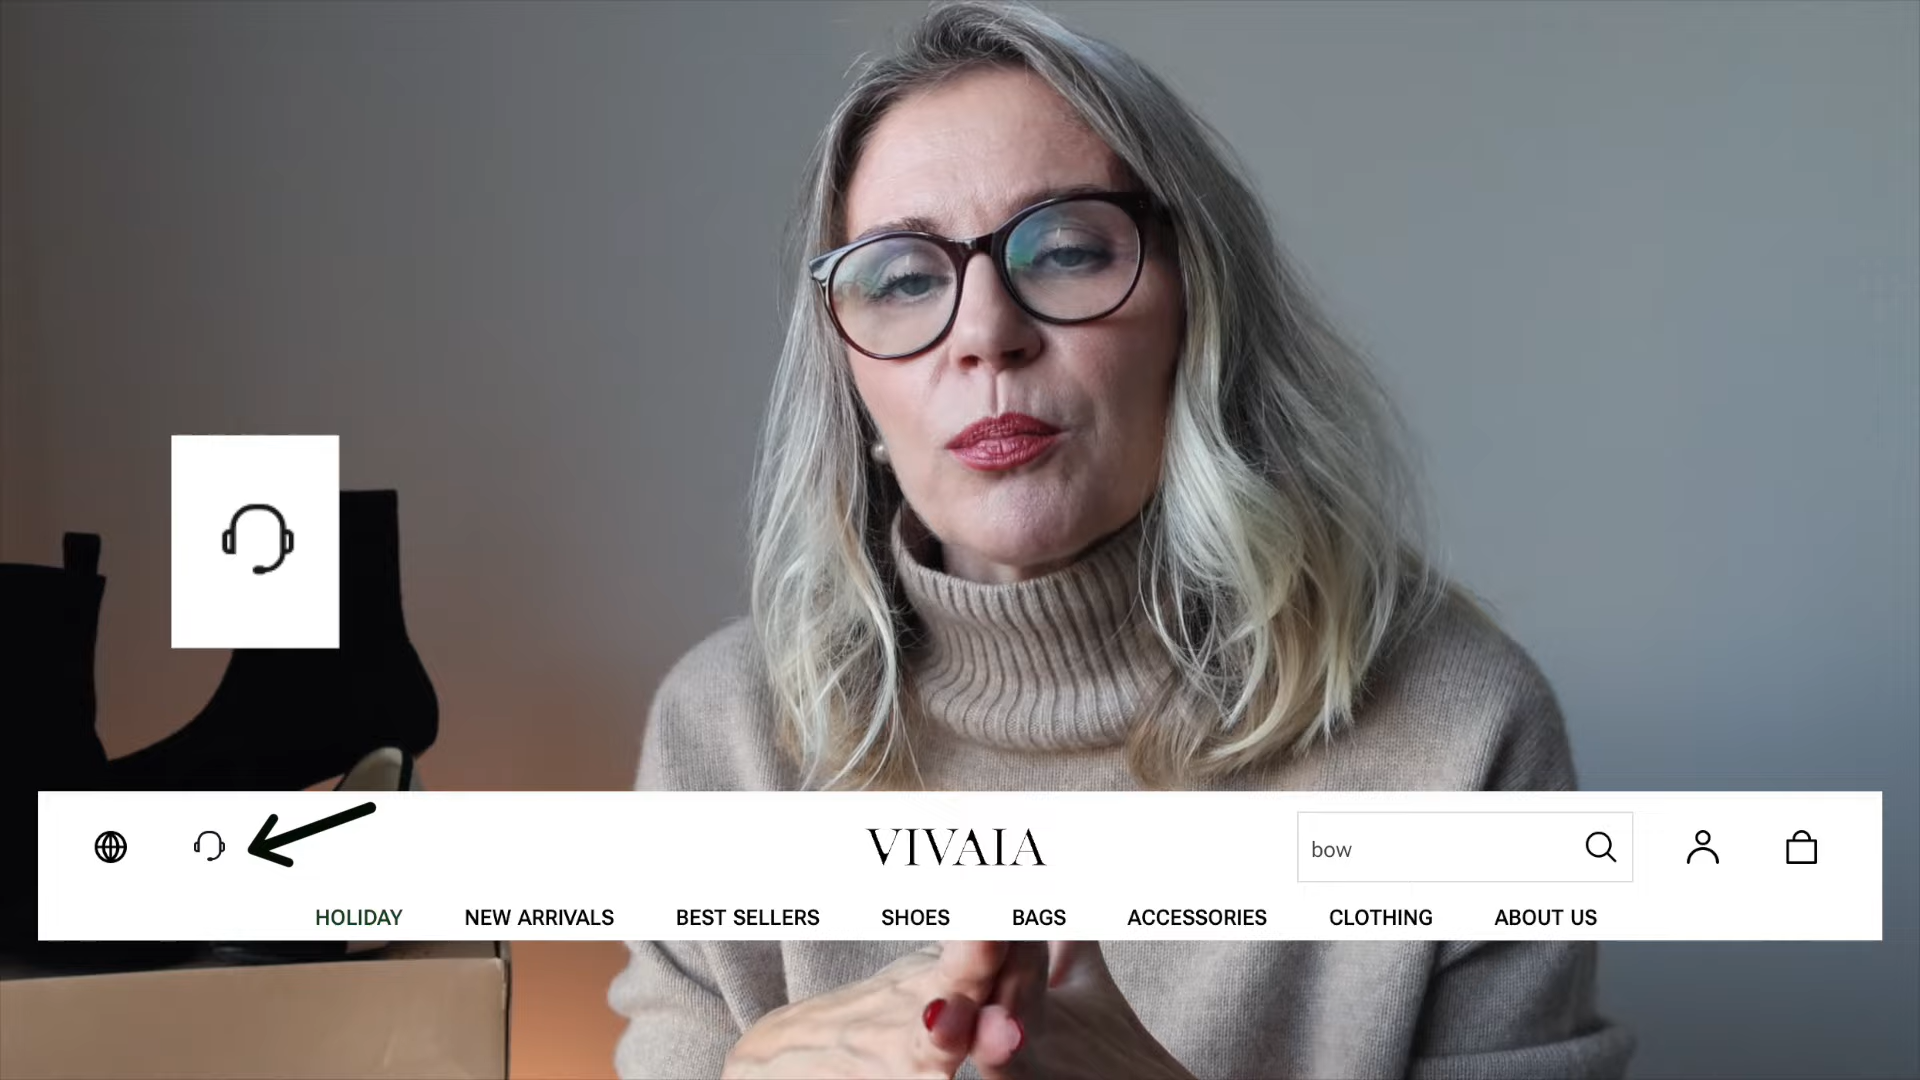 VIVAIA
bow
HOLIDAY NEW ARRIVALS BEST SELLERS SHOES BAGS ACCESSORIES CLOTHING ABOUT US